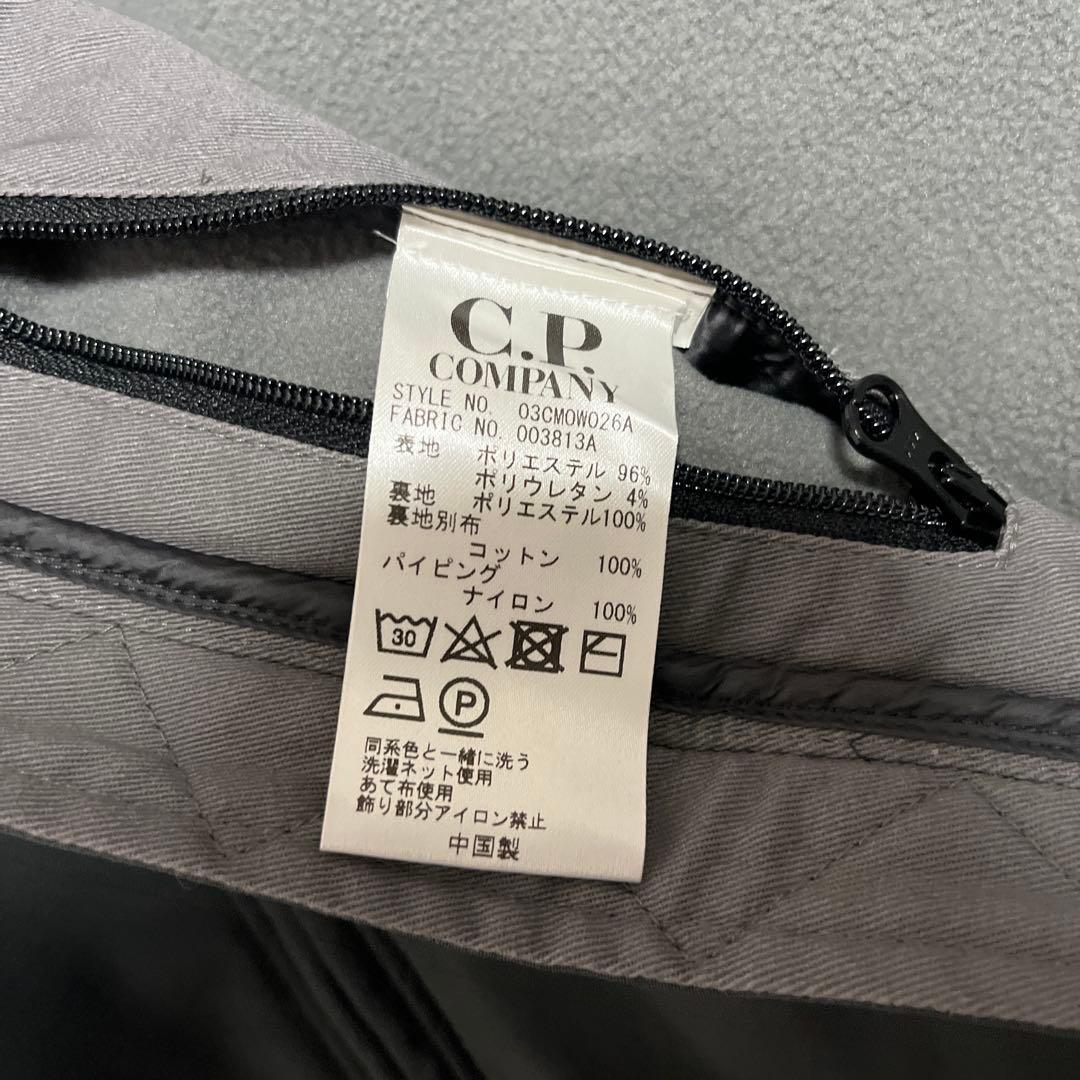 C.P.
COMPANY
STYLE NO. 03CMOW026A
FABRIC NO. 003813A
表地 ポリエステル 96%
ポリウレタン 4%
裏地 ポリエステル100%
裏地別布
コットン 100%
パイピング
ナイロン 100%
30
P
同系色と一緒に洗う
洗濯ネット使用
あて布使用
飾り部分アイロン禁止
中国製